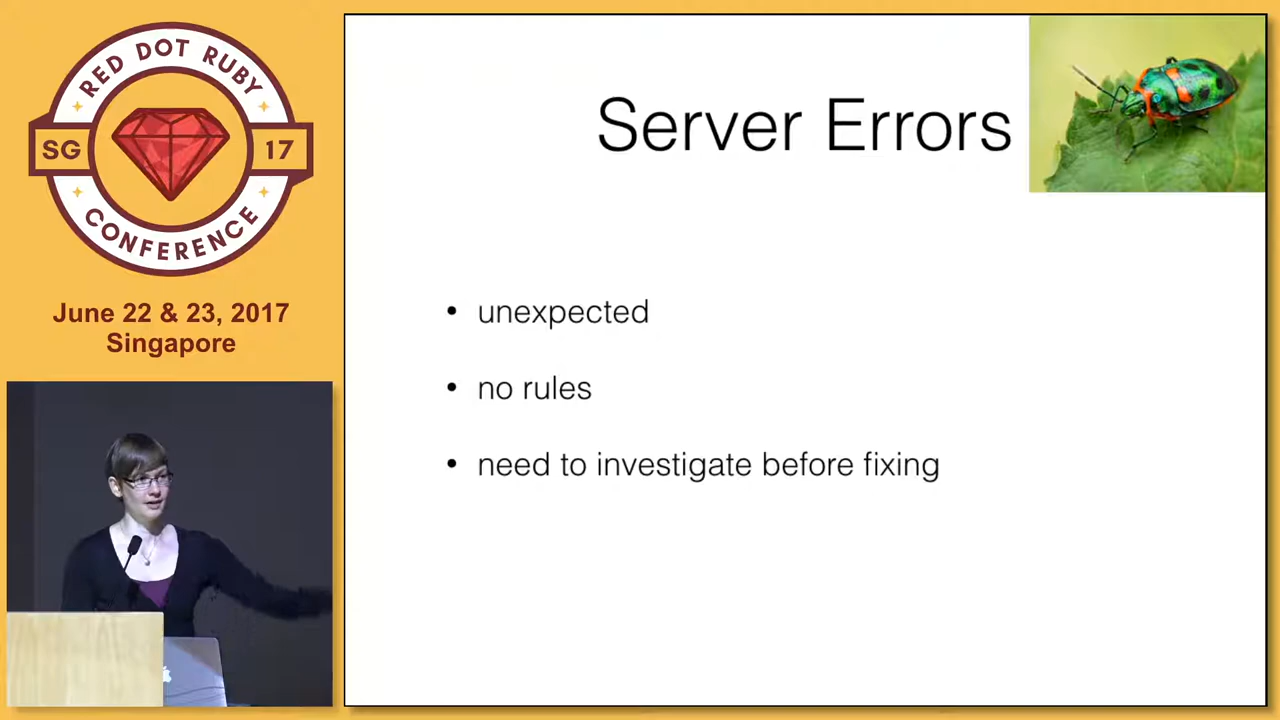 RED DOT RUBY
SG 17
CONFERENCE
June 22 & 23, 2017
Singapore
Server Errors
• unexpected
• no rules
• need to investigate before fixing